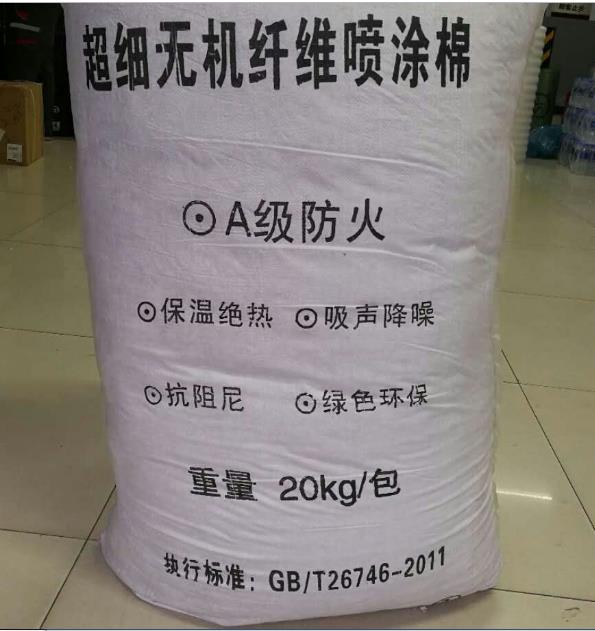 超细无机纤维喷涂棉
⊙A级防火
⊙保温绝热 ⊙吸声降噪
⊙抗阻尼 ⊙绿色环保
重量 20kg/包
执行标准：GB/T26746-2011